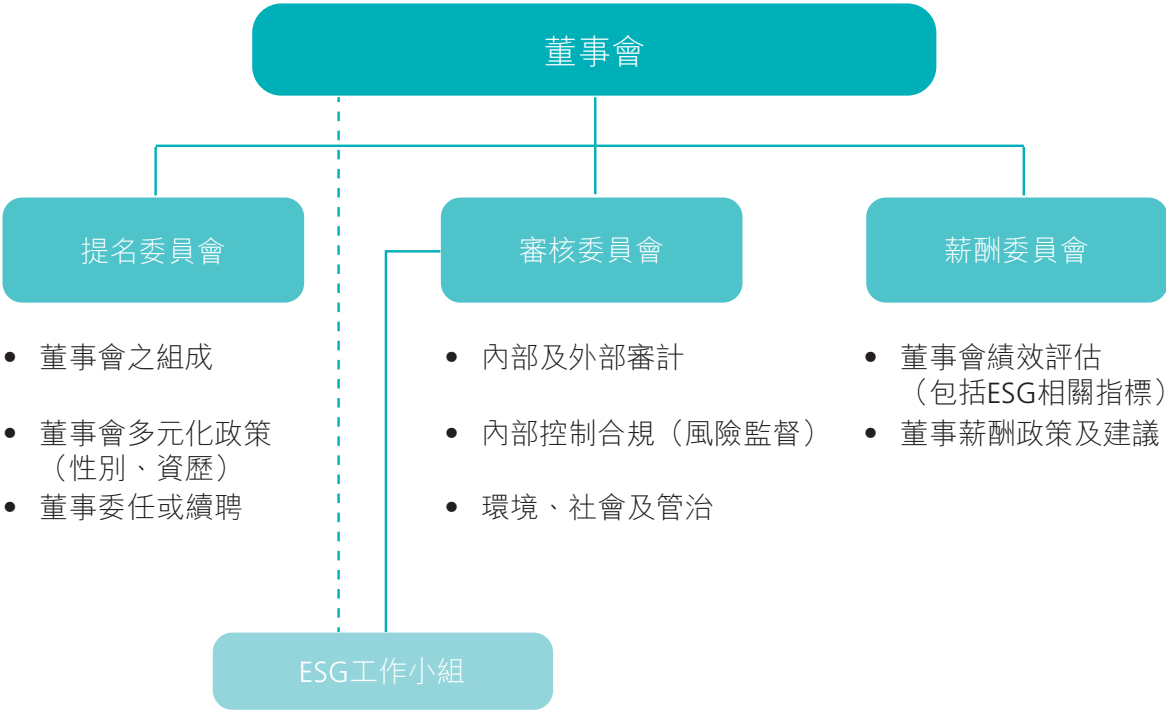 董事會
提名委員會
審核委員會
薪酬委員會
• 董事會之組成
• 董事會多元化政策
（性別、資歷）
• 董事委任或續聘
• 內部及外部審計
• 內部控制合規（風險監督）
• 環境、社會及管治
• 董事會績效評估
（包括ESG相關指標）
• 董事薪酬政策及建議
ESG工作小組